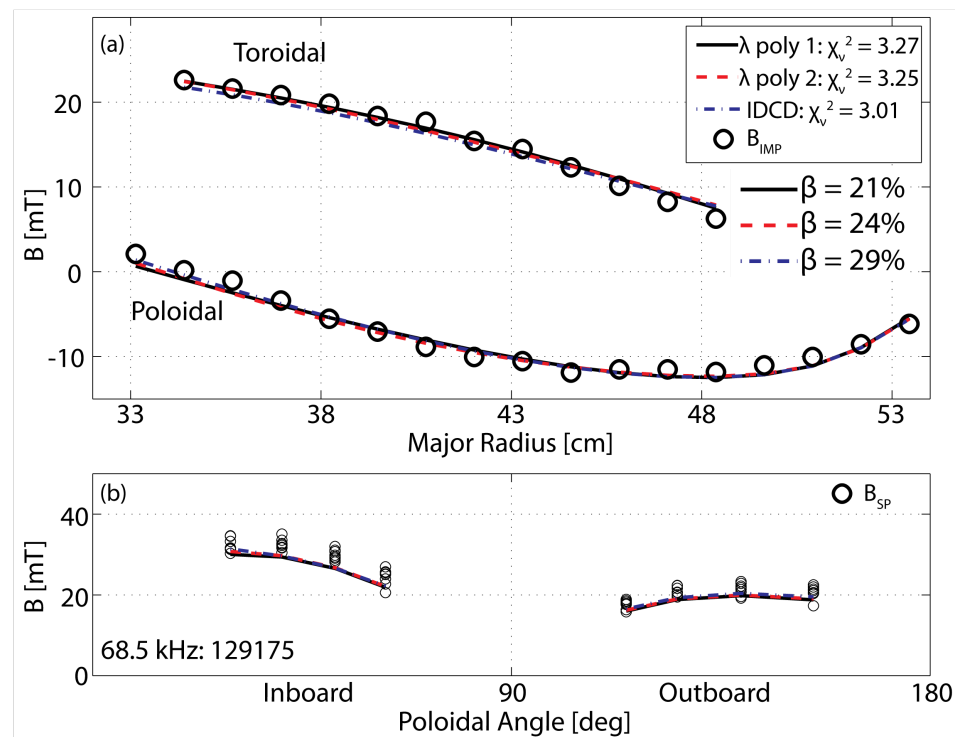 (a)
Toroidal
λ poly 1: χᵥ² = 3.27
λ poly 2: χᵥ² = 3.25
IDCD: χᵥ² = 3.01
B_IMP
β = 21%
β = 24%
β = 29%
20
10
0
-10
B [mT]
Poloidal
33 38 43 48 53
Major Radius [cm]
(b)
B_SP
40
20
0
B [mT]
68.5 kHz: 129175
Inboard 90 Outboard 180
Poloidal Angle [deg]